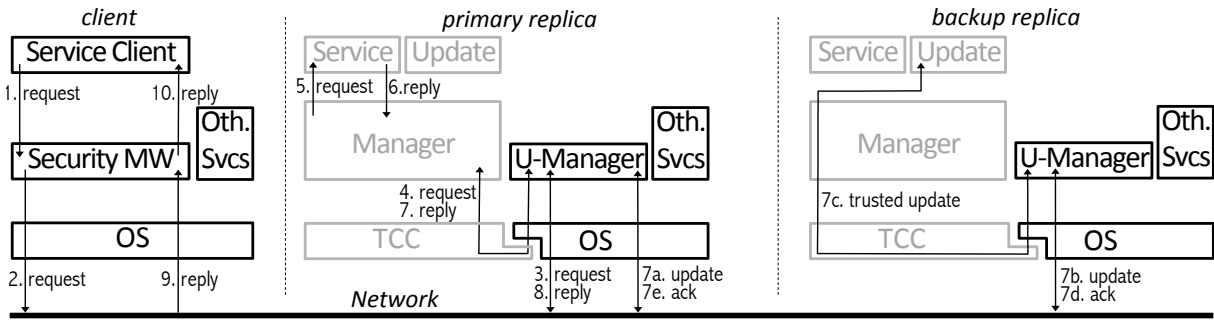 client
Service Client
1. request
10. reply
Oth.
Svcs
Security MW
OS
2. request
9. reply
primary replica
Service
Update
5. request
6.reply
Manager
Oth.
Svcs
U-Manager
4. request
7. reply
TCC
OS
3. request
8. reply
7a. update
7e. ack
Network
backup replica
Service
Update
Manager
Oth.
Svcs
U-Manager
7c. trusted update
TCC
OS
7b. update
7d. ack